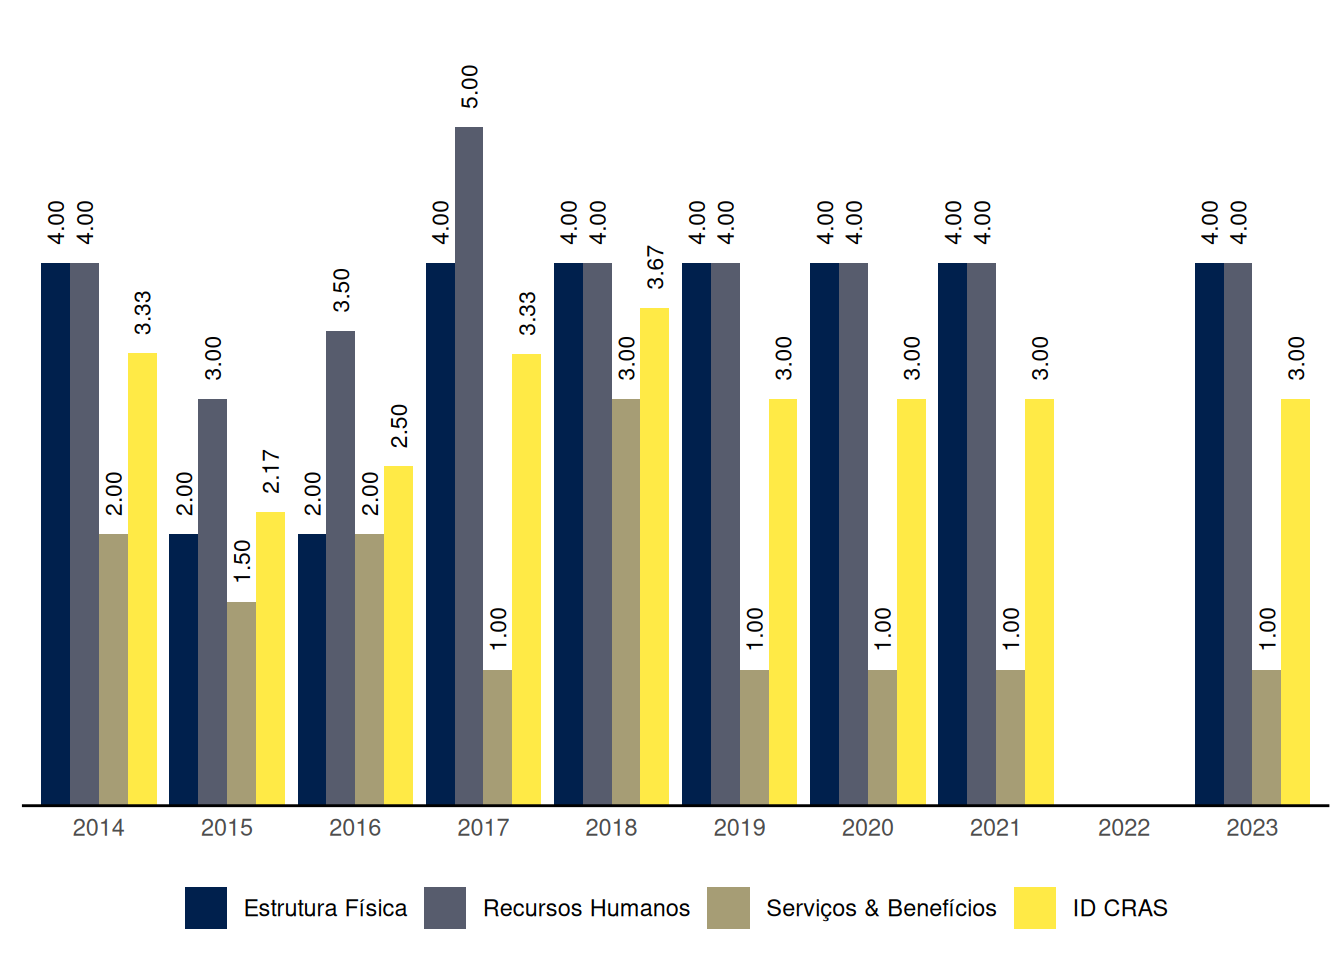 5.00
4.00 4.00 4.00 4.00 4.00 4.00 4.00 4.00 4.00 4.00 4.00 4.00 4.00
3.33 3.00 3.50 3.33 3.00 3.67 3.00 3.00 3.00 3.00
2.00 2.00 1.50 2.17 2.00 2.00 2.50
1.00 1.00 1.00 1.00 1.00
2014 2015 2016 2017 2018 2019 2020 2021 2022 2023
Estrutura Física Recursos Humanos Serviços & Benefícios ID CRAS